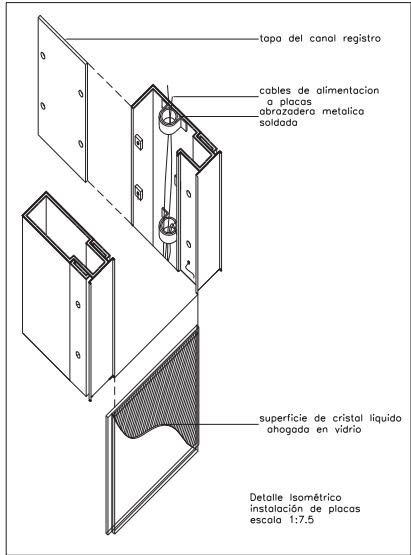 tapa del canal registro
cables de alimentacion
a placas
abrazadera metalica
soldada
superficie de cristal liquido
ahogada en vidrio
Detalle Isométrico
instalación de placas
escala 1:7.5